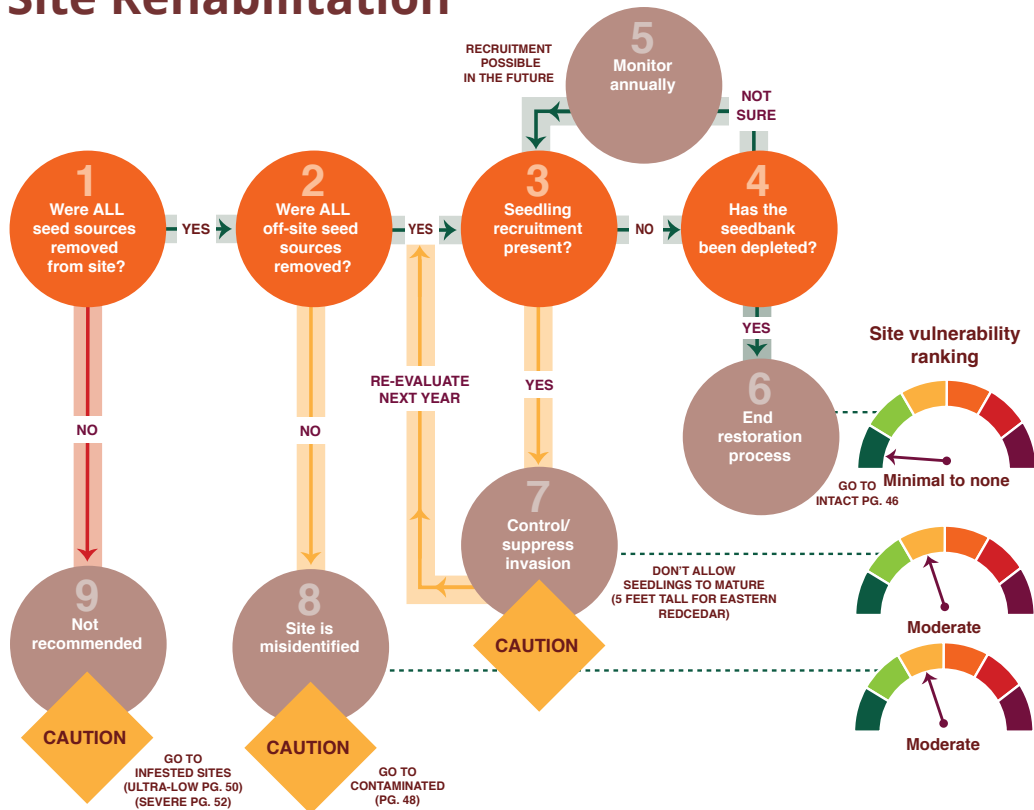 Site Rehabilitation
RECRUITMENT
POSSIBLE
IN THE FUTURE
5
Monitor
annually
NOT
SURE
1
Were ALL
seed sources
removed
from site?
YES
2
Were ALL
off-site seed
sources
removed?
YES
3
Seedling
recruitment
present?
NO
4
Has the
seedbank
been depleted?
YES
RE-EVALUATE
NEXT YEAR
YES
NO
NO
6
End
restoration
process
Site vulnerability
ranking
GO TO
INTACT PG. 46
Minimal to none
7
Control/
suppress
invasion
CAUTION
DON'T ALLOW
SEEDLINGS TO MATURE
(5 FEET TALL FOR EASTERN
REDCEDAR)
Moderate
9
Not
recommended
CAUTION
GO TO
INFESTED SITES
(ULTRA-LOW PG. 50)
(SEVERE PG. 52)
8
Site is
misidentified
CAUTION
GO TO
CONTAMINATED
(PG. 48)
Moderate